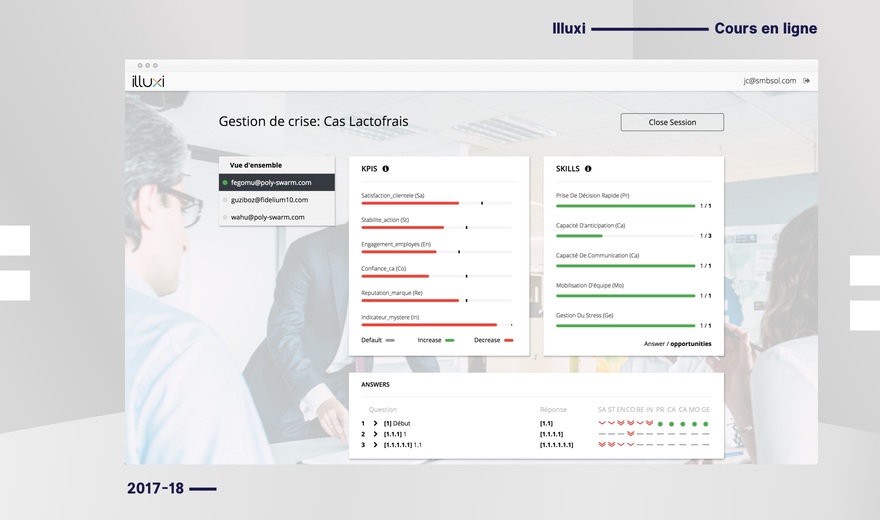 Illuxi Cours en ligne
illuxi
jc@smbsol.com
Gestion de crise: Cas Lactofrais
Close Session
Vue d'ensemble
fegomu@poly-swarm.com
guziboz@fidelium10.com
wahu@poly-swarm.com
KPIS
Satisfaction_clientele (Sa)
Stabilite_action (St)
Engagement_employes (En)
Confiance_ca (Co)
Reputation_marque (Re)
Indicateur_mystere (In)
Default Increase Decrease
SKILLS
Prise De Décision Rapide (Pr)
1 / 1
Capacité D'anticipation (Ca)
1 / 3
Capacité De Communication (Ca)
1 / 1
Mobilisation D'équipe (Mo)
1 / 1
Gestion Du Stress (Ge)
1 / 1
Answer / opportunities
ANSWERS
Question Réponse SA ST EN CO RE IN PR CA CA MO GE
1 [1] Début [1.1]
2 [1.1.1] 1 [1.1.1.1]
3 [1.1.1.1.1] 1.1 [1.1.1.1.1.1]
2017-18